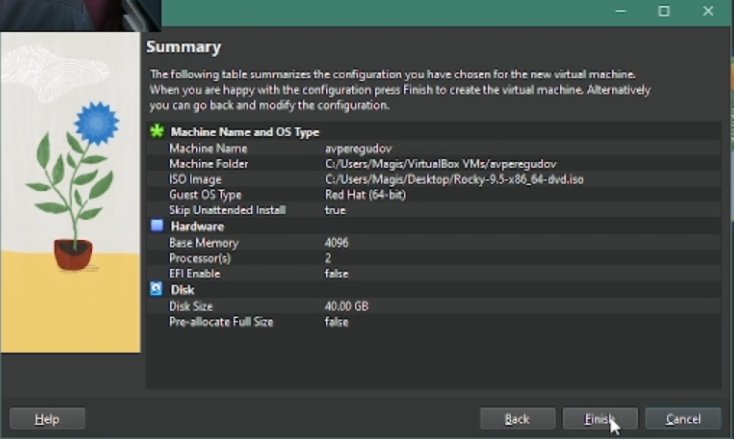 Summary
The following table summarizes the configuration you have chosen for the new virtual machine.
When you are happy with the configuration press Finish to create the virtual machine. Alternatively
you can go back and modify the configuration.
Machine Name and OS Type
Machine Name avperegudov
Machine Folder C:/Users/Magis/VirtualBox VMs/avperegudov
ISO Image C:/Users/Magis/Desktop/Rocky-9.5-x86_64-dvd.iso
Guest OS Type Red Hat (64-bit)
Skip Unattended Install true
Hardware
Base Memory 4096
Processor(s) 2
EFI Enable false
Disk
Disk Size 40.00 GB
Pre-allocate Full Size false
Help Back Finish Cancel